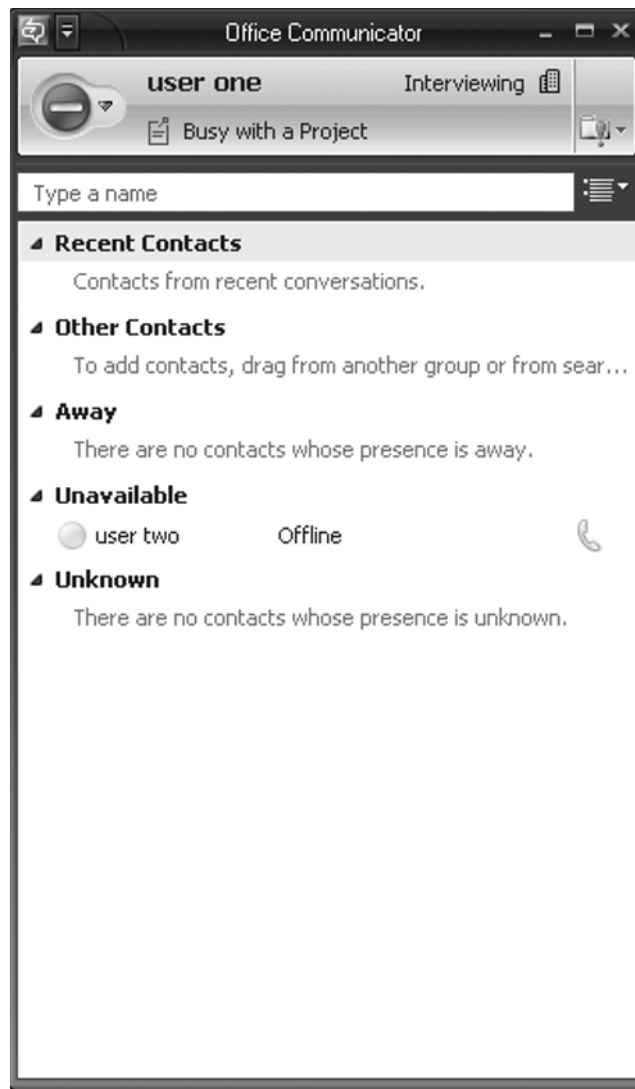 Office Communicator
user one Interviewing
Busy with a Project
Type a name
Recent Contacts
Contacts from recent conversations.
Other Contacts
To add contacts, drag from another group or from sear...
Away
There are no contacts whose presence is away.
Unavailable
user two Offline
Unknown
There are no contacts whose presence is unknown.